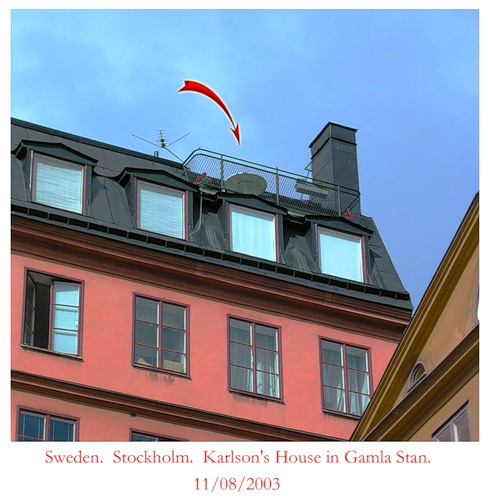 Sweden. Stockholm. Karlson's House in Gamla Stan.
11/08/2003